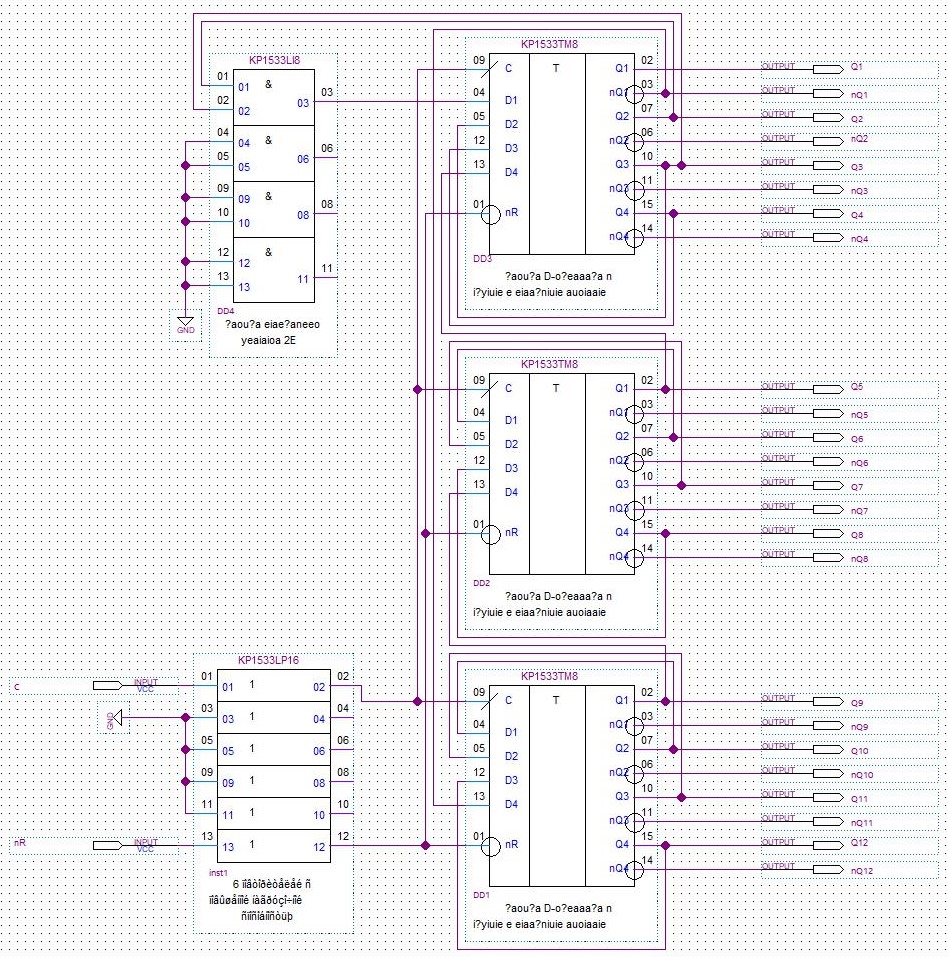 KP1533LI8
01 01 & 03 03
02 02
04 04 & 06 06
05 05
09 09 & 08 08
10 10
12 12 & 11 11
13 13
DD4
GND
?aou?a eiae?aneeo
yeaiaioa 2E
KP1533TM8
09 C T Q1 02 OUTPUT Q1
nQ1 03 OUTPUT nQ1
04 D1
05 D2 Q2 07 OUTPUT Q2
12 D3 nQ2 06 OUTPUT nQ2
13 D4 Q3 10 OUTPUT Q3
nQ3 11 OUTPUT nQ3
01 nR Q4 15 OUTPUT Q4
nQ4 14 OUTPUT nQ4
DD3
?aou?a D-o?eaaa?a n
i?yiuie e eiaa?niuie auoiaaie
KP1533TM8
09 C T Q1 02 OUTPUT Q5
04 D1 nQ1 03 OUTPUT nQ5
05 D2 Q2 07 OUTPUT Q6
12 D3 nQ2 06 OUTPUT nQ6
13 D4 Q3 10 OUTPUT Q7
nQ3 11 OUTPUT nQ7
01 nR Q4 15 OUTPUT Q8
nQ4 14 OUTPUT nQ8
DD2
?aou?a D-o?eaaa?a n
i?yiuie e eiaa?niuie auoiaaie
KP1533LP16
C INPUT VCC 01 01 1 02 02
GND 03 03 1 04 04
05 05 1 06 06
09 09 1 08 08
11 11 1 10 10
nR INPUT VCC 13 13 1 12 12
inst1
KP1533TM8
09 C T Q1 02 OUTPUT Q9
04 D1 nQ1 03 OUTPUT nQ9
05 D2 Q2 07 OUTPUT Q10
12 D3 nQ2 06 OUTPUT nQ10
13 D4 Q3 10 OUTPUT Q11
nQ3 11 OUTPUT nQ11
01 nR Q4 15 OUTPUT Q12
nQ4 14 OUTPUT nQ12
DD1
?aou?a D-o?eaaa?a n
i?yiuie e eiaa?niuie auoiaaie